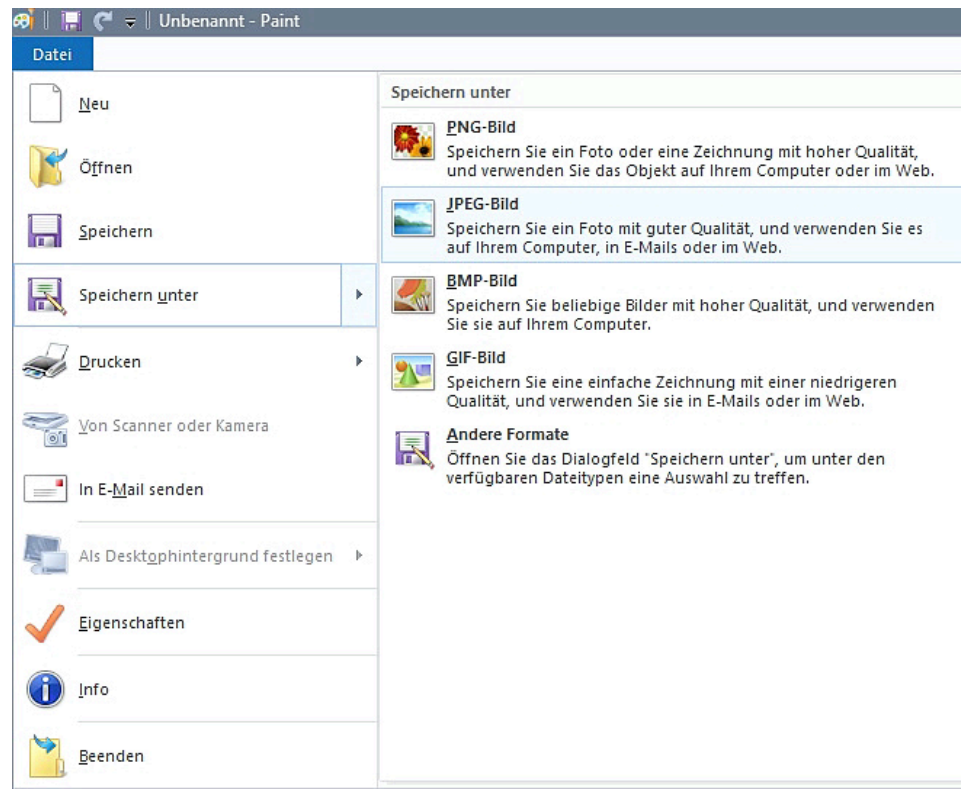 Unbenannt - Paint
Datei
Neu
Öffnen
Speichern
Speichern unter
Drucken
Von Scanner oder Kamera
In E-Mail senden
Als Desktophintergrund festlegen
Eigenschaften
Info
Beenden
Speichern unter
PNG-Bild
Speichern Sie ein Foto oder eine Zeichnung mit hoher Qualität,
und verwenden Sie das Objekt auf Ihrem Computer oder im Web.
JPEG-Bild
Speichern Sie ein Foto mit guter Qualität, und verwenden Sie es
auf Ihrem Computer, in E-Mails oder im Web.
BMP-Bild
Speichern Sie beliebige Bilder mit hoher Qualität, und verwenden
Sie sie auf Ihrem Computer.
GIF-Bild
Speichern Sie eine einfache Zeichnung mit einer niedrigeren
Qualität, und verwenden Sie sie in E-Mails oder im Web.
Andere Formate
Öffnen Sie das Dialogfeld "Speichern unter", um unter den
verfügbaren Dateitypen eine Auswahl zu treffen.